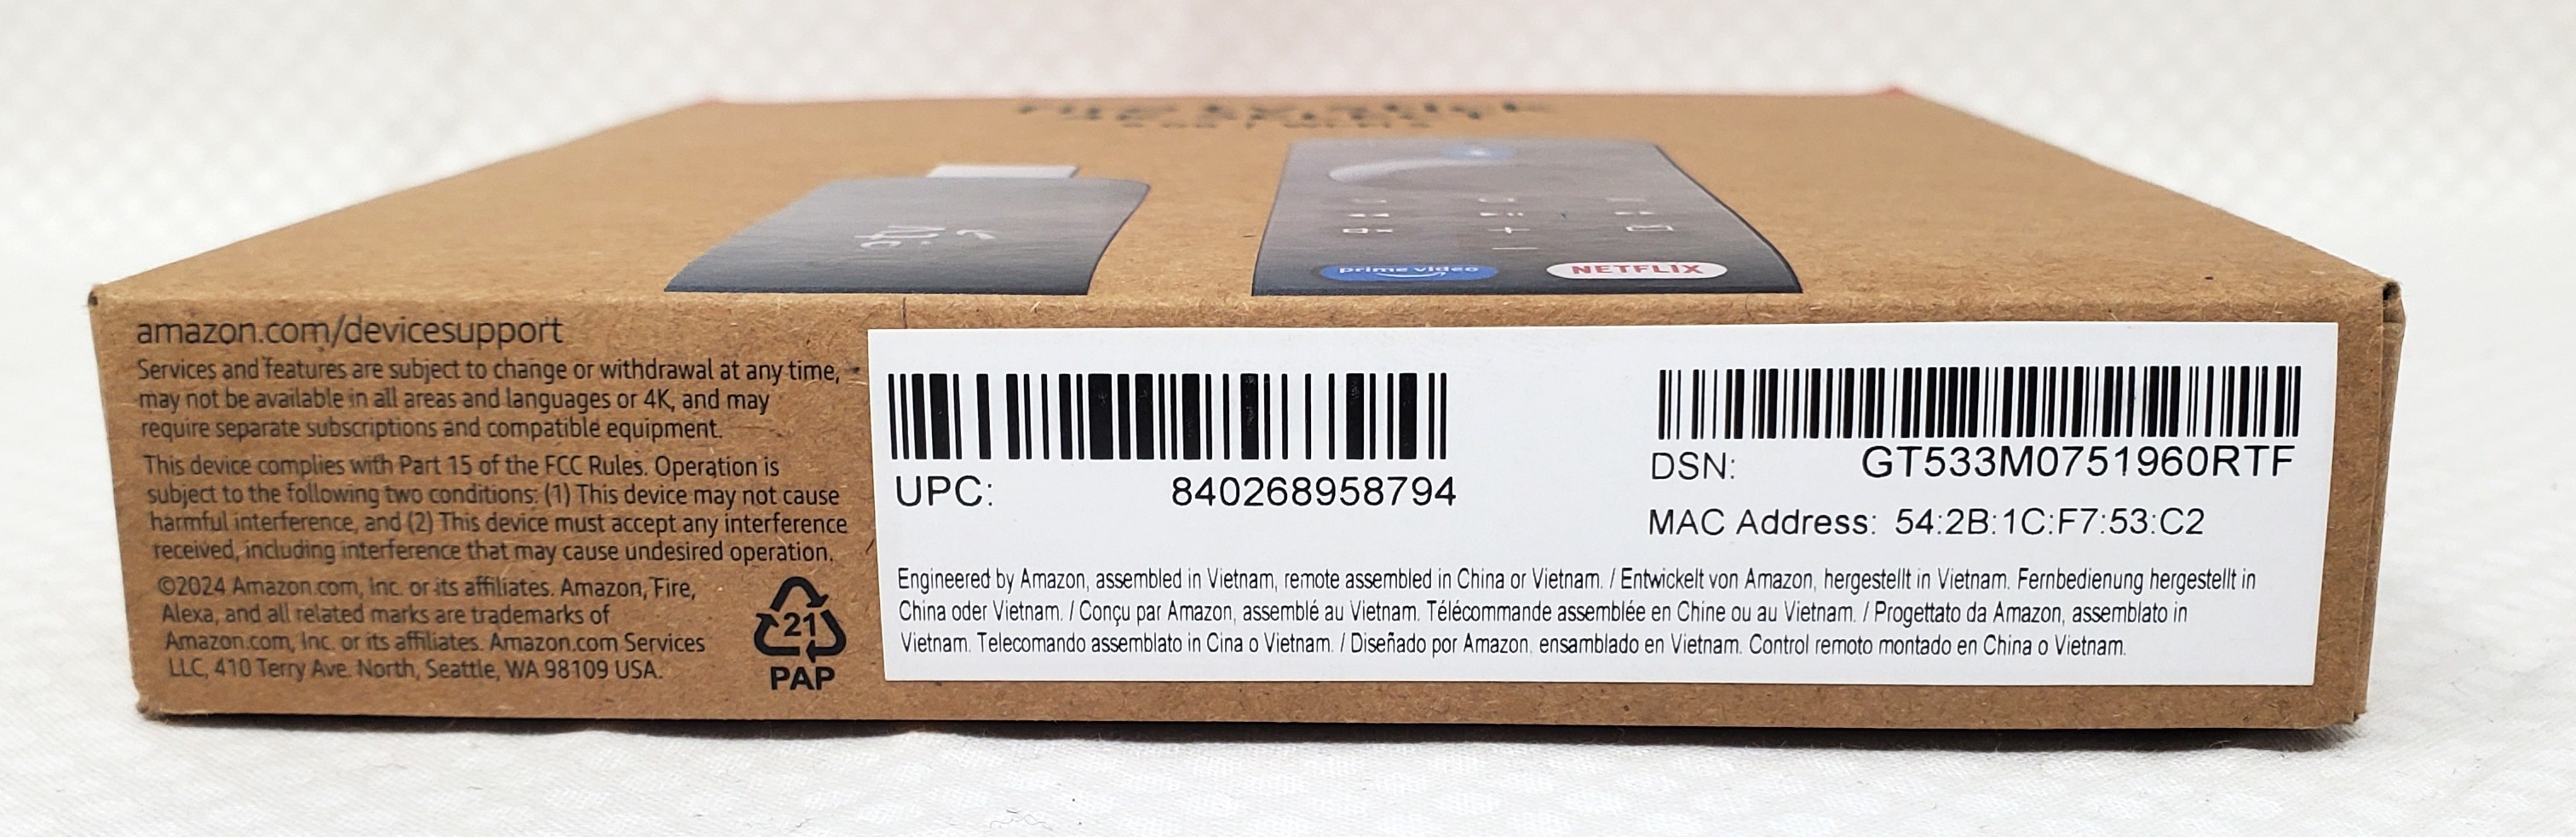 fire tv stick
fire tv
prime video
NETFLIX
amazon.com/devicesupport
Services and features are subject to change or withdrawal at any time,
may not be available in all areas and languages or 4K, and may
require separate subscriptions and compatible equipment.
This device complies with Part 15 of the FCC Rules. Operation is
subject to the following two conditions: (1) This device may not cause
harmful interference, and (2) This device must accept any interference
received, including interference that may cause undesired operation.
©2024 Amazon.com, Inc. or its affiliates. Amazon, Fire,
Alexa, and all related marks are trademarks of
Amazon.com, Inc. or its affiliates. Amazon.com Services
LLC, 410 Terry Ave. North, Seattle, WA 98109 USA.
21
PAP
UPC: 840268958794
DSN: GT533M0751960RTF
MAC Address: 54:2B:1C:F7:53:C2
Engineered by Amazon, assembled in Vietnam, remote assembled in China or Vietnam. / Entwickelt von Amazon, hergestellt in Vietnam. Fernbedienung hergestellt in
China oder Vietnam. / Conçu par Amazon, assemblé au Vietnam. Télécommande assemblée en Chine ou au Vietnam. / Progettato da Amazon, assemblato in
Vietnam. Telecomando assemblato in Cina o Vietnam. / Diseñado por Amazon, ensamblado en Vietnam. Control remoto montado en China o Vietnam.